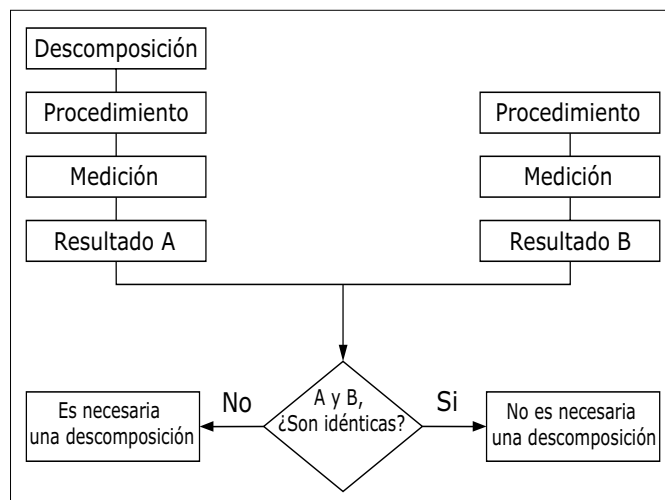 Descomposición
Procedimiento
Procedimiento
Medición
Medición
Resultado A
Resultado B
A y B,
¿Son idénticas?
No
Si
Es necesaria
una descomposición
No es necesaria
una descomposición